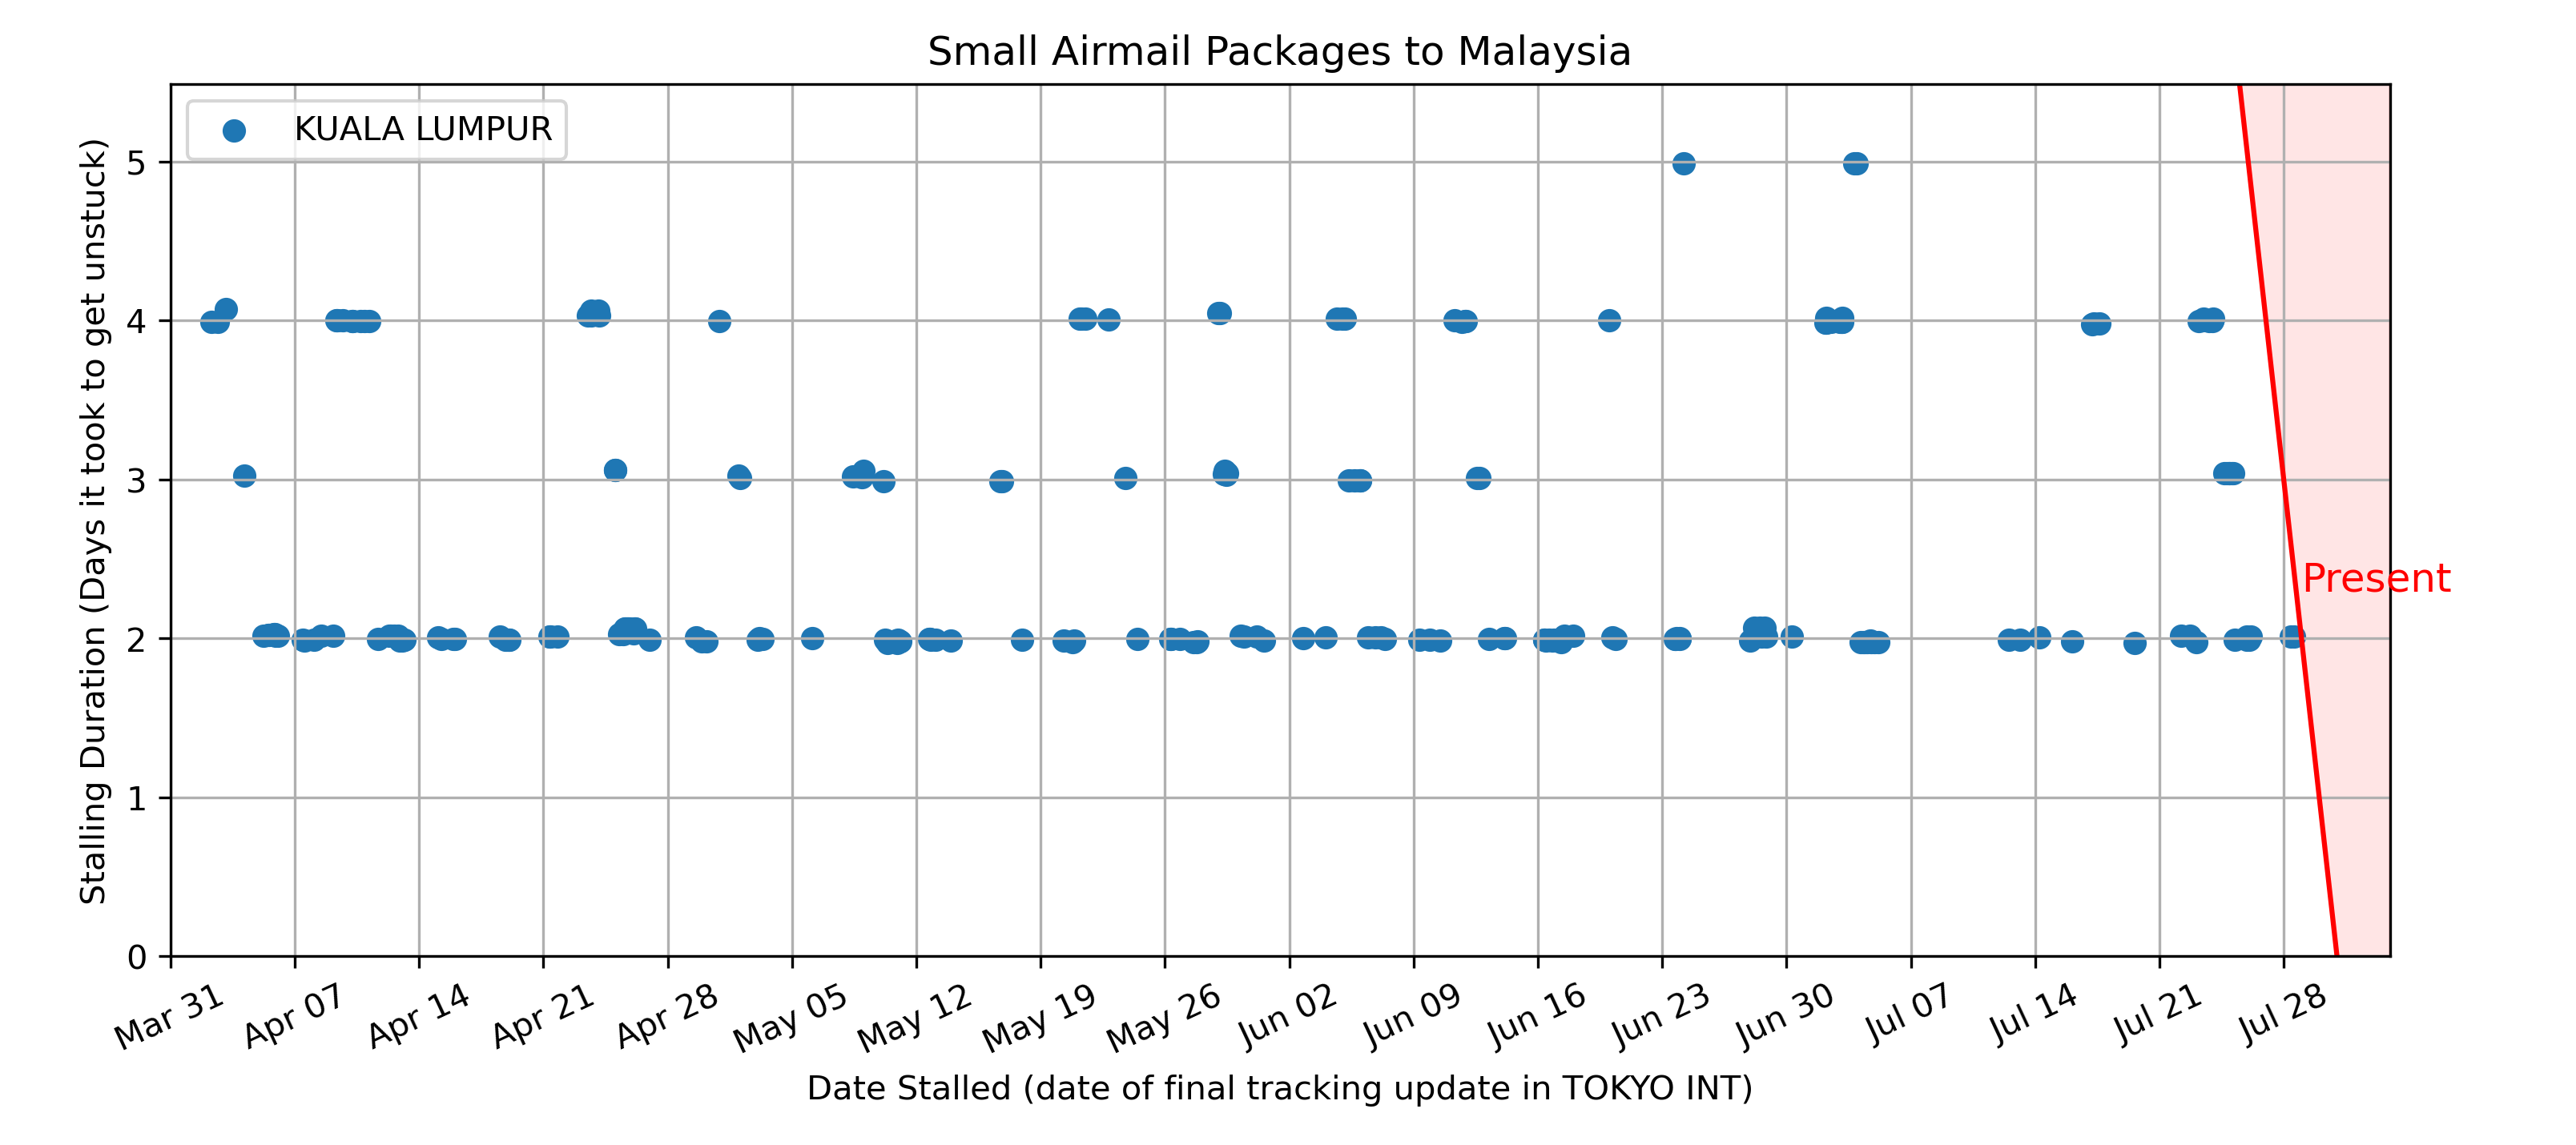 Small Airmail Packages to Malaysia
KUALA LUMPUR
Stalling Duration (Days it took to get unstuck)
5
4
3
2
1
0
Present
Mar 31
Apr 07
Apr 14
Apr 21
Apr 28
May 05
May 12
May 19
May 26
Jun 02
Jun 09
Jun 16
Jun 23
Jun 30
Jul 07
Jul 14
Jul 21
Jul 28
Date Stalled (date of final tracking update in TOKYO INT)